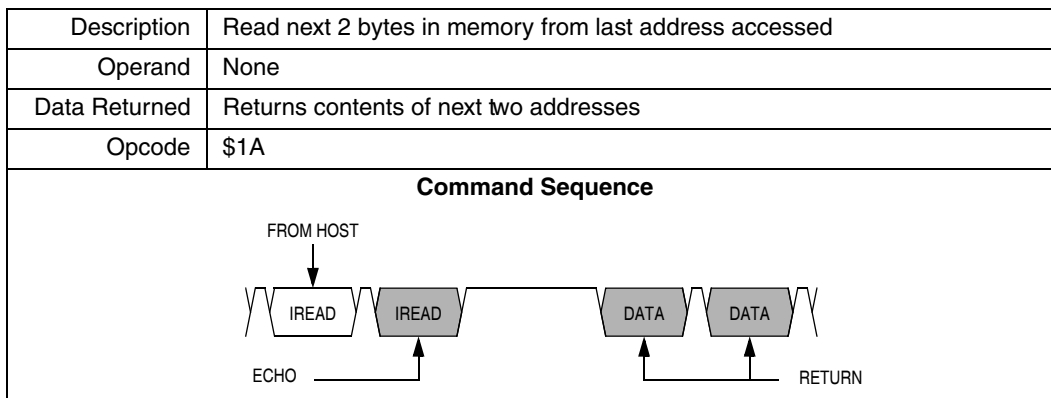 Description Read next 2 bytes in memory from last address accessed
Operand None
Data Returned Returns contents of next two addresses
Opcode $1A
Command Sequence
FROM HOST
IREAD IREAD DATA DATA
ECHO RETURN